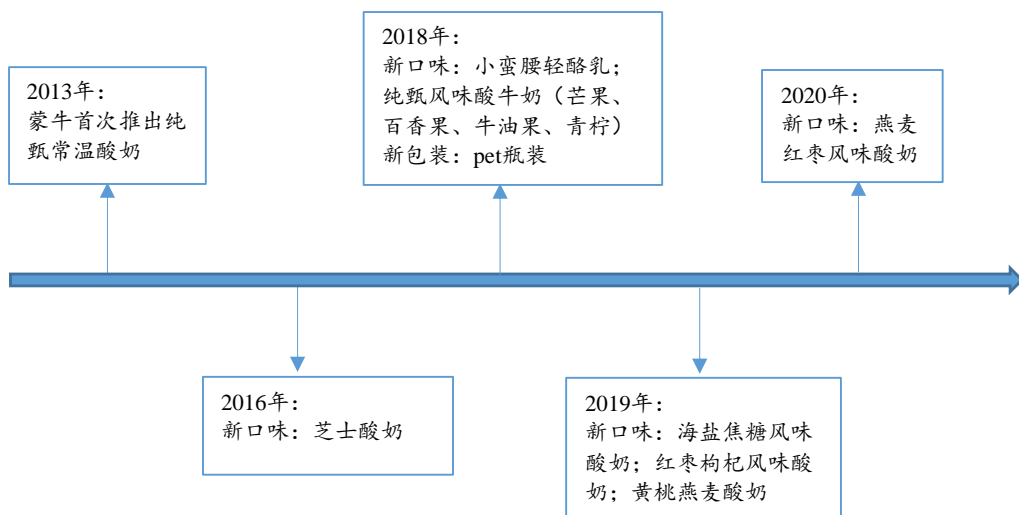 2013年：
蒙牛首次推出纯
甄常温酸奶
2018年：
新口味：小蛮腰轻酪乳；
纯甄风味酸牛奶（芒果、
百香果、牛油果、青柠）
新包装：pet瓶装
2020年：
新口味：燕麦
红枣风味酸奶
2016年：
新口味：芝士酸奶
2019年：
新口味：海盐焦糖风味
酸奶；红枣枸杞风味酸
奶；黄桃燕麦酸奶